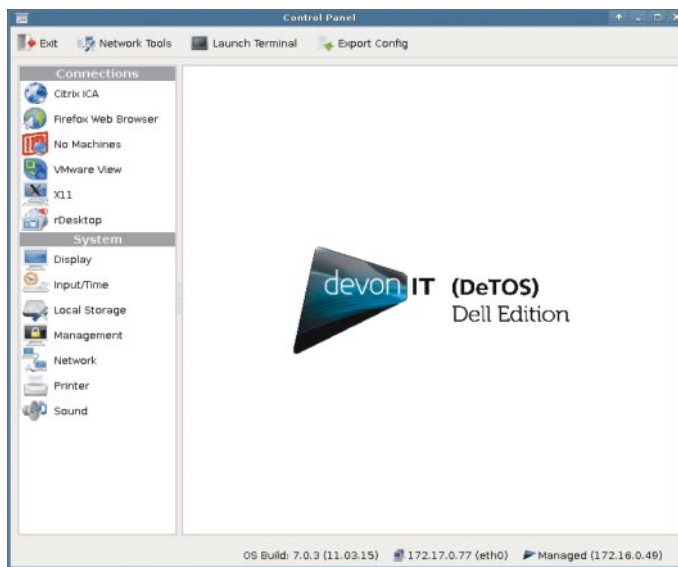 Control Panel
Exit Network Tools Launch Terminal Export Config
Connections
Citrix ICA
Firefox Web Browser
No Machines
VMware View
X11
rDesktop
System
Display
Input/Time
Local Storage
Management
Network
Printer
Sound
devon IT (DeTOS)
Dell Edition
OS Build: 7.0.3 (11.03.15) 172.17.0.77 (eth0) Managed (172.16.0.49)